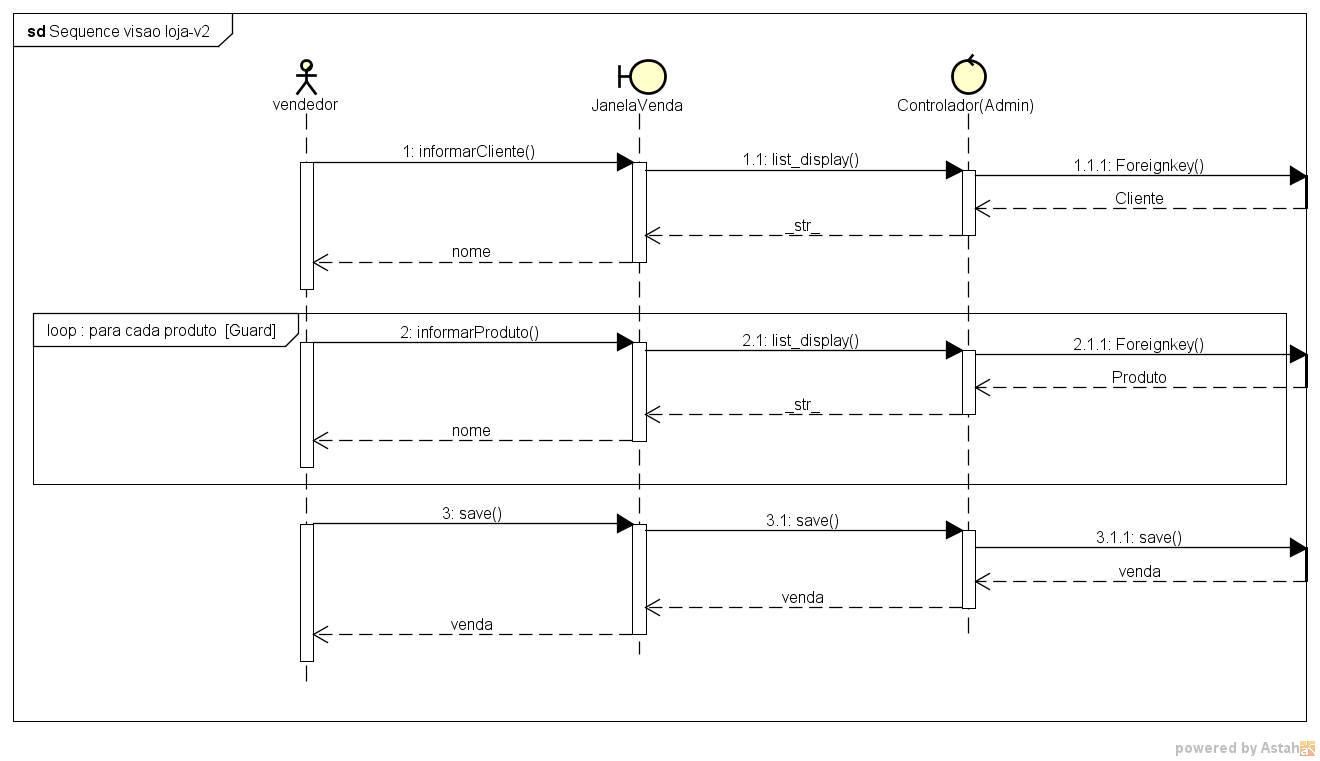 sd Sequence visao loja-v2
vendedor
JanelaVenda
Controlador(Admin)
1: informarCliente()
1.1: list_display()
1.1.1: Foreignkey()
Cliente
_str_
nome
loop : para cada produto [Guard]
2: informarProduto()
2.1: list_display()
2.1.1: Foreignkey()
Produto
_str_
nome
3: save()
3.1: save()
3.1.1: save()
venda
venda
venda
powered by Astah